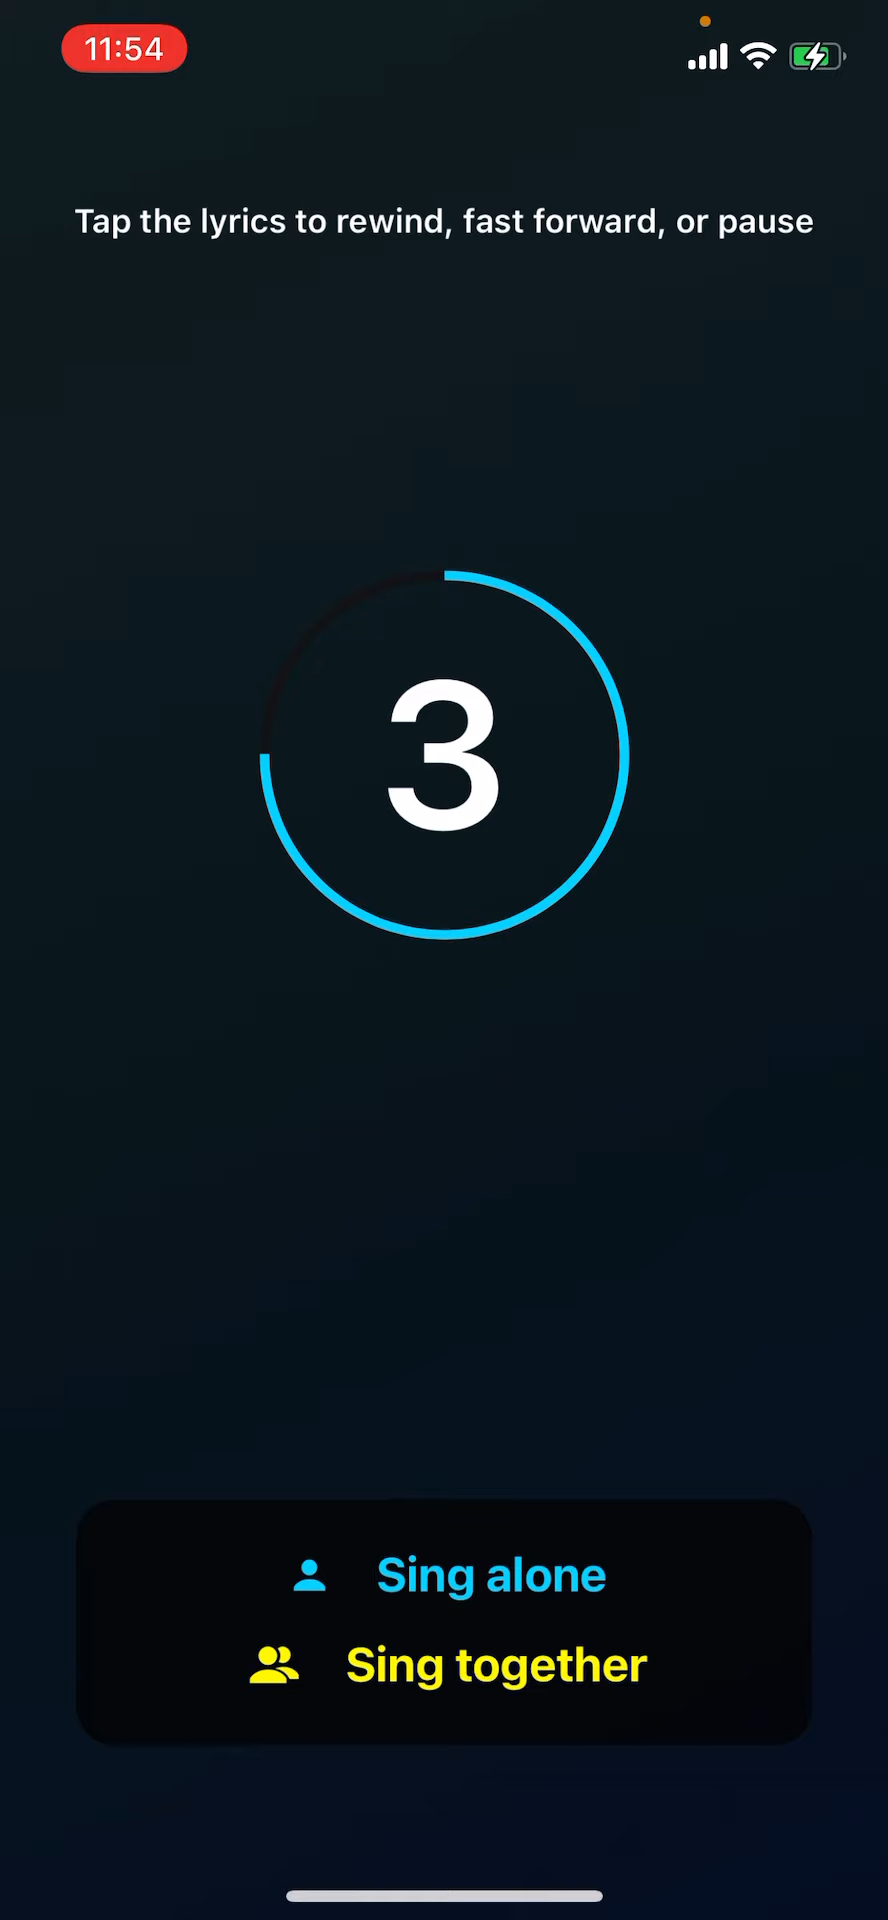 11:54
Tap the lyrics to rewind, fast forward, or pause
3
Sing alone
Sing together